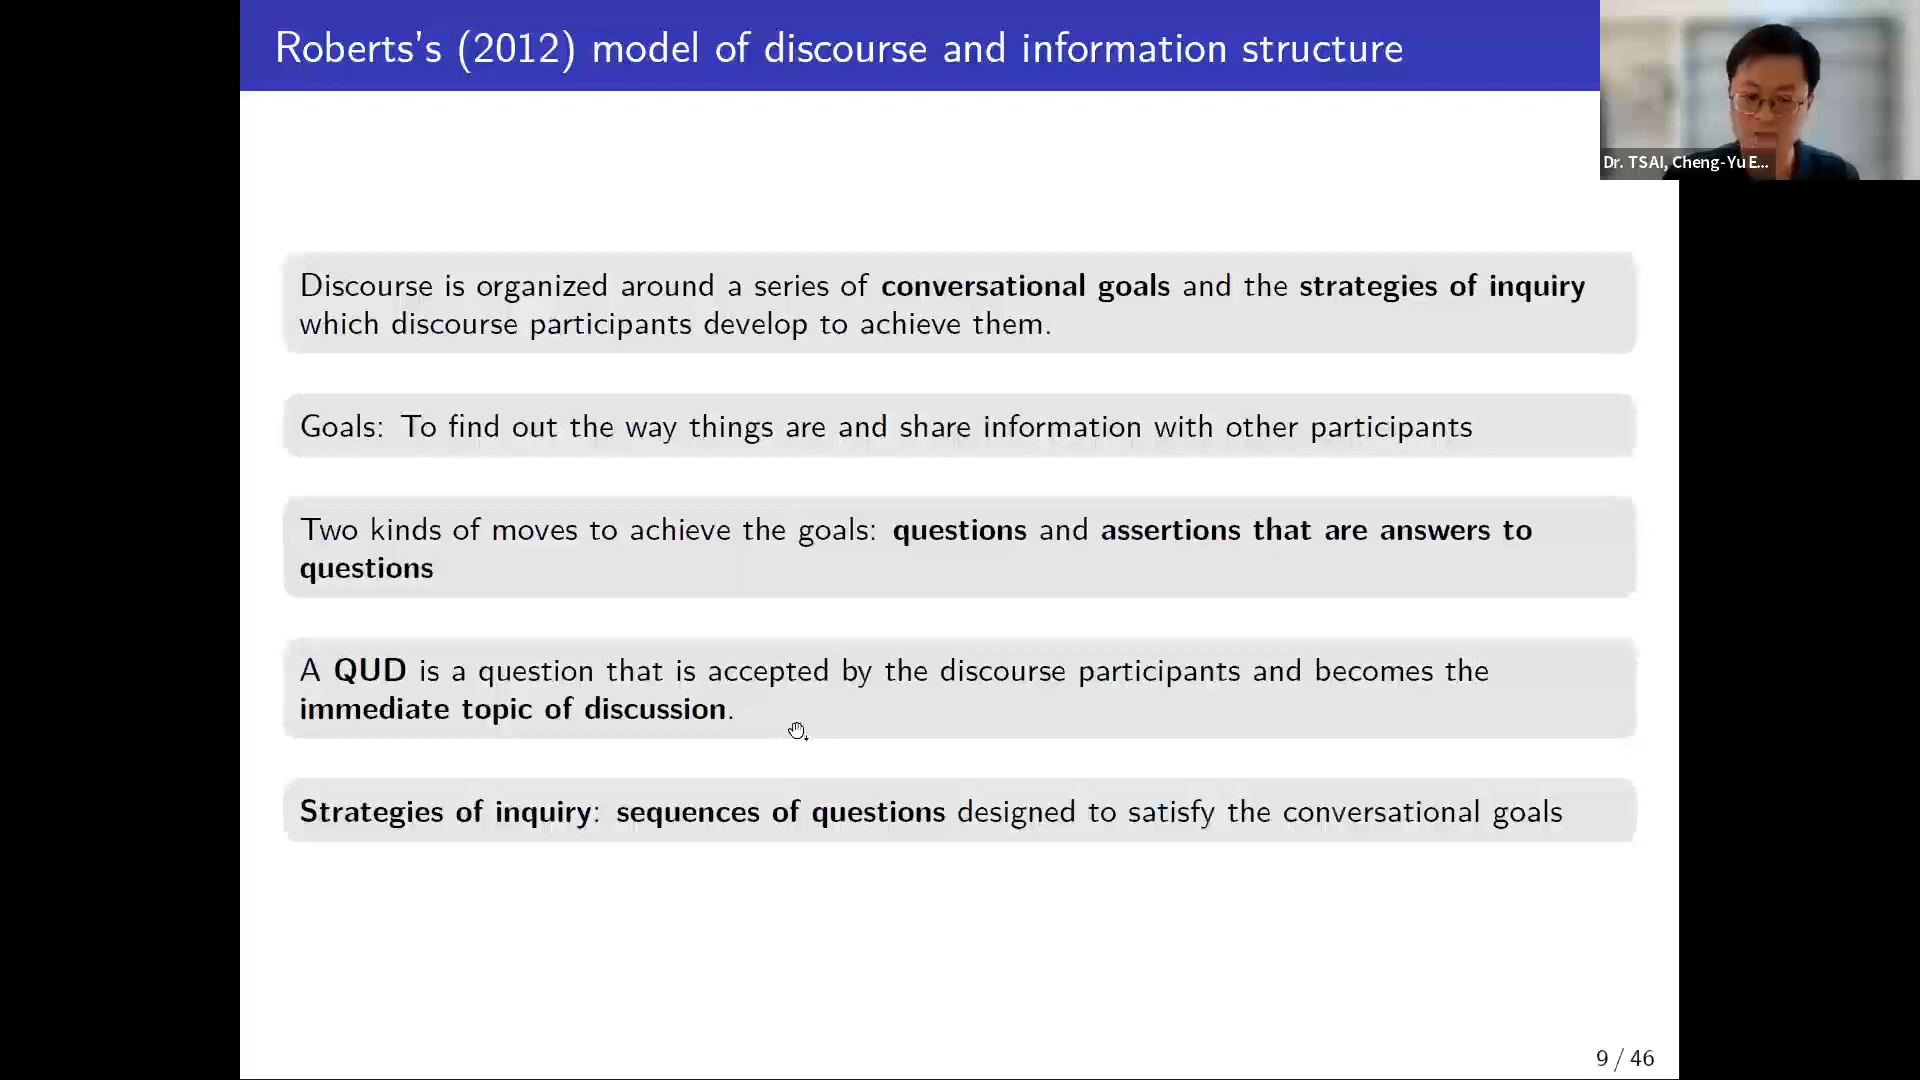 Roberts's (2012) model of discourse and information structure
Dr. TSAI, Cheng-Yu E...
Discourse is organized around a series of conversational goals and the strategies of inquiry
which discourse participants develop to achieve them.
Goals: To find out the way things are and share information with other participants
Two kinds of moves to achieve the goals: questions and assertions that are answers to
questions
A QUD is a question that is accepted by the discourse participants and becomes the
immediate topic of discussion.
Strategies of inquiry: sequences of questions designed to satisfy the conversational goals
9 / 46